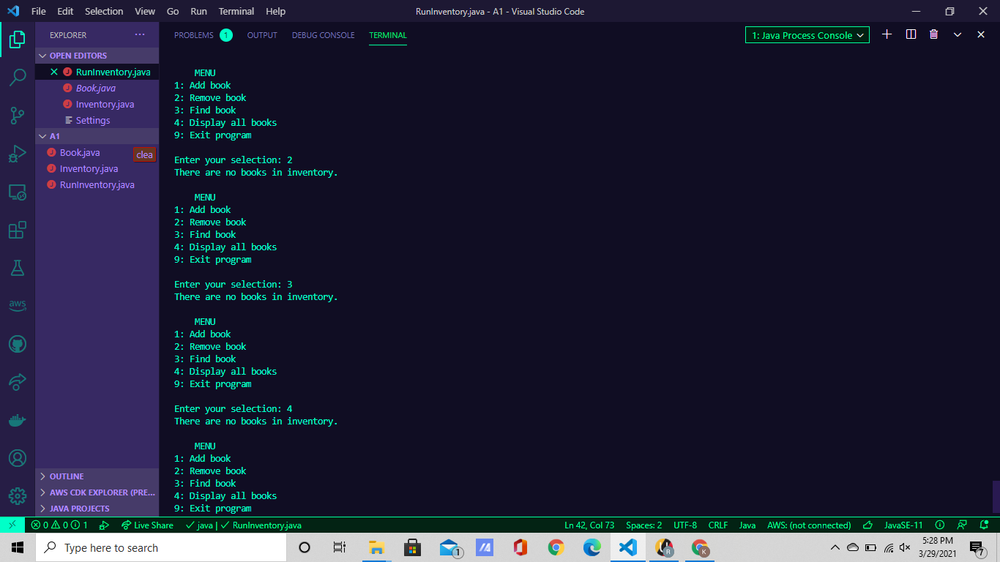 File Edit Selection View Go Run Terminal Help RunInventory.java - A1 - Visual Studio Code
EXPLORER ···
PROBLEMS 1 OUTPUT DEBUG CONSOLE TERMINAL 1: Java Process Console
OPEN EDITORS
RunInventory.java
Book.java
Inventory.java
Settings
A1
Book.java clea
Inventory.java
RunInventory.java
OUTLINE
AWS CDK EXPLORER (PRE...
JAVA PROJECTS
aws
MENU
1: Add book
2: Remove book
3: Find book
4: Display all books
9: Exit program
Enter your selection: 2
There are no books in inventory.
MENU
1: Add book
2: Remove book
3: Find book
4: Display all books
9: Exit program
Enter your selection: 3
There are no books in inventory.
MENU
1: Add book
2: Remove book
3: Find book
4: Display all books
9: Exit program
Enter your selection: 4
There are no books in inventory.
MENU
1: Add book
2: Remove book
3: Find book
4: Display all books
9: Exit program
0 0 1 Live Share java | RunInventory.java Ln 42, Col 73 Spaces: 2 UTF-8 CRLF Java AWS: (not connected) JavaSE-11
Type here to search 1 R K 5:28 PM
3/29/2021 7